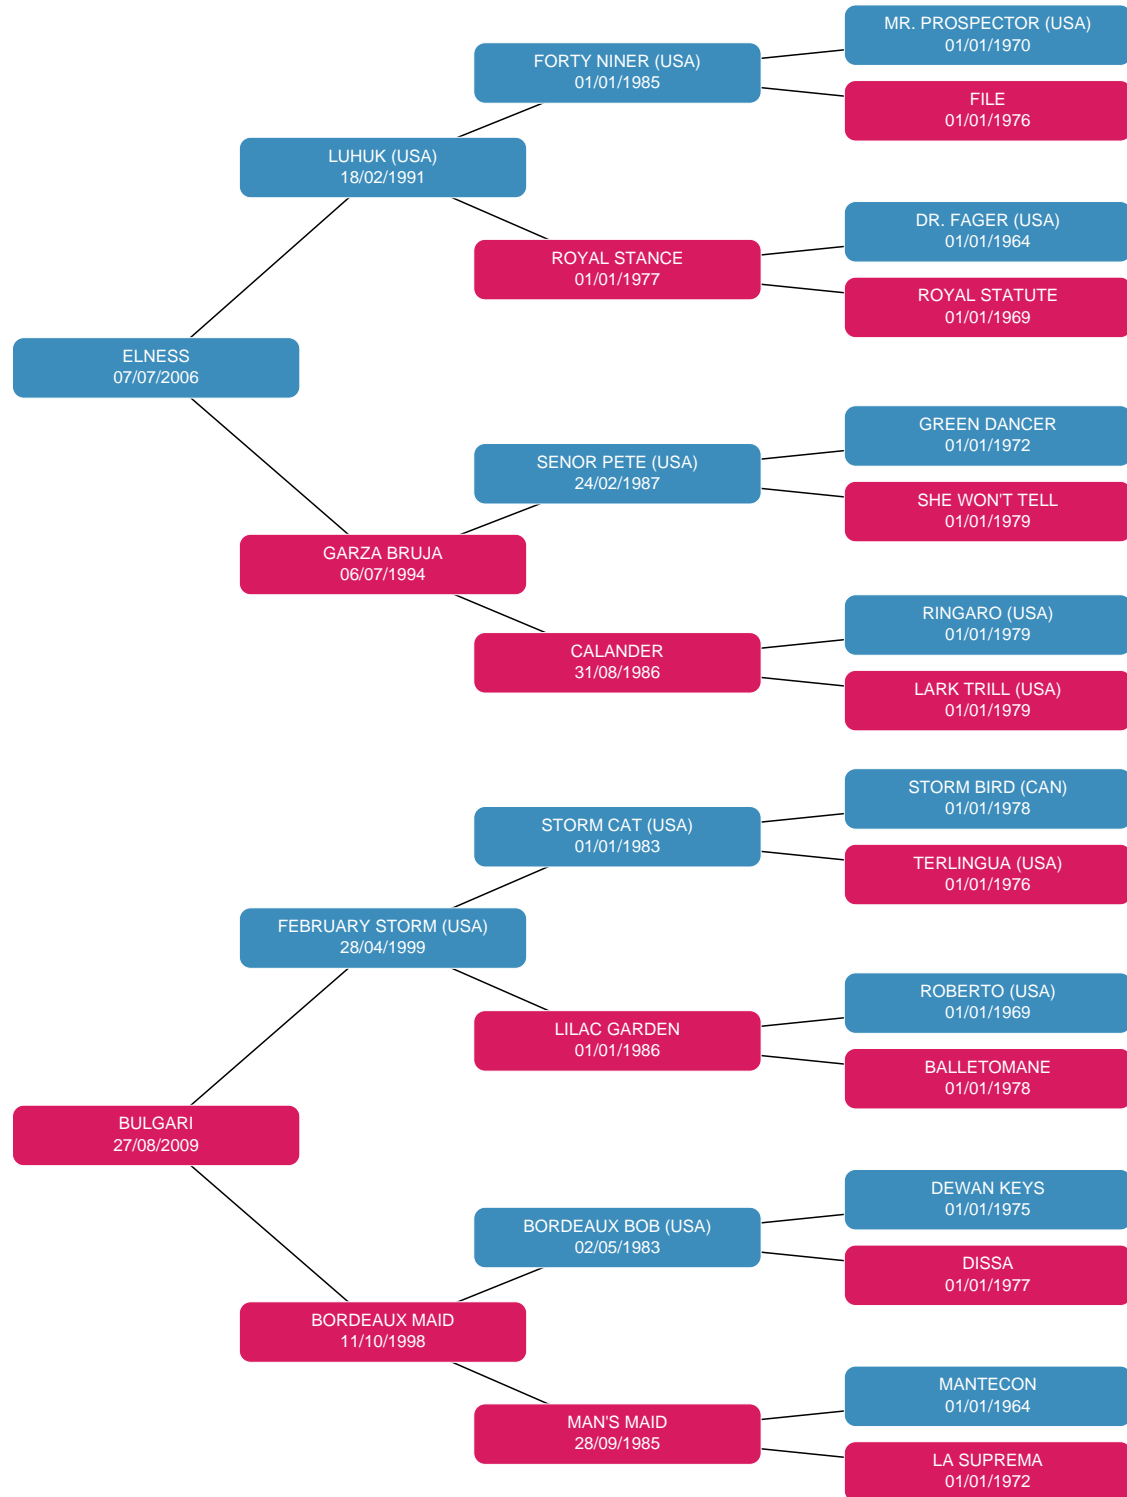 MR. PROSPECTOR (USA)
01/01/1970
FORTY NINER (USA)
01/01/1985
FILE
01/01/1976
LUHUK (USA)
18/02/1991
DR. FAGER (USA)
01/01/1964
ROYAL STANCE
01/01/1977
ROYAL STATUTE
01/01/1969
ELNESS
07/07/2006
GREEN DANCER
01/01/1972
SENOR PETE (USA)
24/02/1987
SHE WON'T TELL
01/01/1979
GARZA BRUJA
06/07/1994
RINGARO (USA)
01/01/1979
CALANDER
31/08/1986
LARK TRILL (USA)
01/01/1979
STORM BIRD (CAN)
01/01/1978
STORM CAT (USA)
01/01/1983
TERLINGUA (USA)
01/01/1976
FEBRUARY STORM (USA)
28/04/1999
ROBERTO (USA)
01/01/1969
LILAC GARDEN
01/01/1986
BALLETOMANE
01/01/1978
BULGARI
27/08/2009
DEWAN KEYS
01/01/1975
BORDEAUX BOB (USA)
02/05/1983
DISSA
01/01/1977
BORDEAUX MAID
11/10/1998
MANTECON
01/01/1964
MAN'S MAID
28/09/1985
LA SUPREMA
01/01/1972